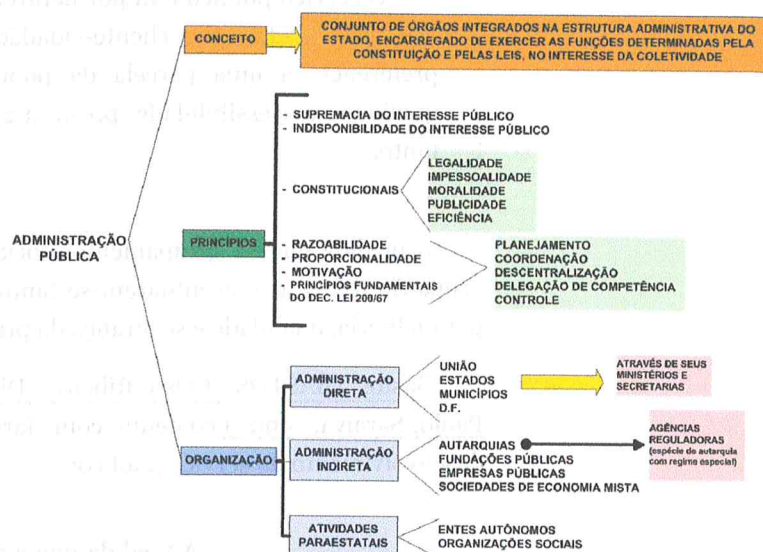 CONCEITO
CONJUNTO DE ÓRGÃOS INTEGRADOS NA ESTRUTURA ADMINISTRATIVA DO
ESTADO, ENCARREGADO DE EXERCER AS FUNÇÕES DETERMINADAS PELA
CONSTITUIÇÃO E PELAS LEIS, NO INTERESSE DA COLETIVIDADE
ADMINISTRAÇÃO
PÚBLICA
PRINCÍPIOS
- SUPREMACIA DO INTERESSE PÚBLICO
- INDISPONIBILIDADE DO INTERESSE PÚBLICO
- CONSTITUCIONAIS
LEGALIDADE
IMPESSOALIDADE
MORALIDADE
PUBLICIDADE
EFICIÊNCIA
- RAZOABILIDADE
- PROPORCIONALIDADE
- MOTIVAÇÃO
- PRINCÍPIOS FUNDAMENTAIS
DO DEC. LEI 200/67
PLANEJAMENTO
COORDENAÇÃO
DESCENTRALIZAÇÃO
DELEGAÇÃO DE COMPETÊNCIA
CONTROLE
ORGANIZAÇÃO
ADMINISTRAÇÃO
DIRETA
UNIÃO
ESTADOS
MUNICÍPIOS
D.F.
ATRAVÉS DE SEUS
MINISTÉRIOS E
SECRETARIAS
ADMINISTRAÇÃO
INDIRETA
AUTARQUIAS
FUNDAÇÕES PÚBLICAS
EMPRESAS PÚBLICAS
SOCIEDADES DE ECONOMIA MISTA
AGÊNCIAS
REGULADORAS
(espécie de autarquia
com regime especial)
ATIVIDADES
PARAESTATAIS
ENTES AUTÔNOMOS
ORGANIZAÇÕES SOCIAIS